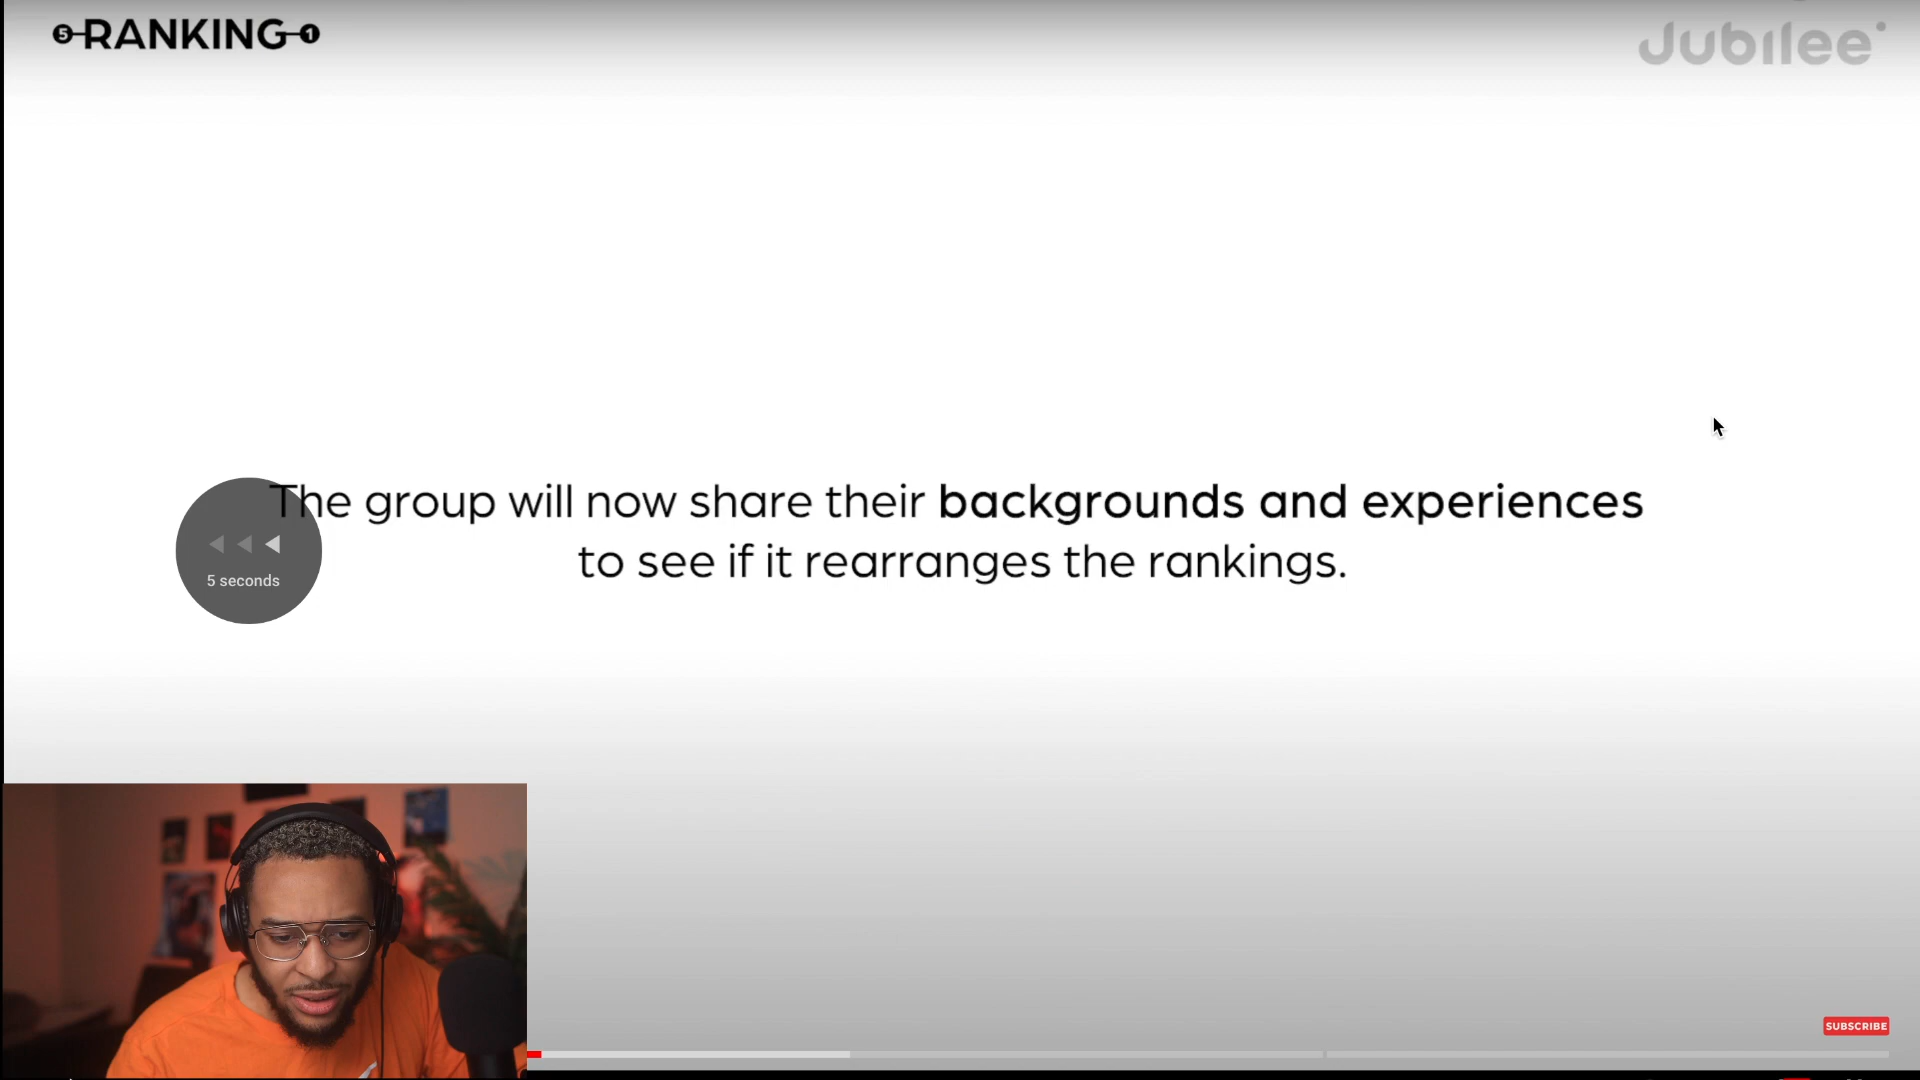 5 RANKING 1
Jubilee
The group will now share their backgrounds and experiences
to see if it rearranges the rankings.
5 seconds
SUBSCRIBE